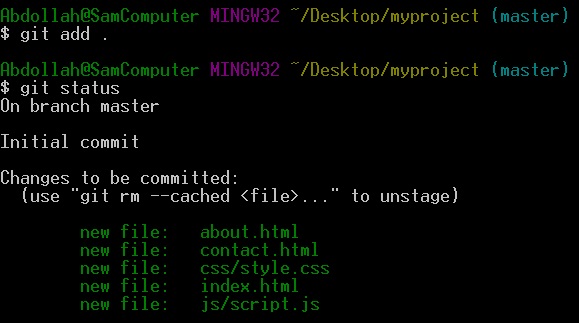 Abdollah@SamComputer MINGW32 ~/Desktop/myproject (master)
$ git add .
Abdollah@SamComputer MINGW32 ~/Desktop/myproject (master)
$ git status
On branch master
Initial commit
Changes to be committed:
  (use "git rm --cached <file>..." to unstage)
        new file:   about.html
        new file:   contact.html
        new file:   css/style.css
        new file:   index.html
        new file:   js/script.js